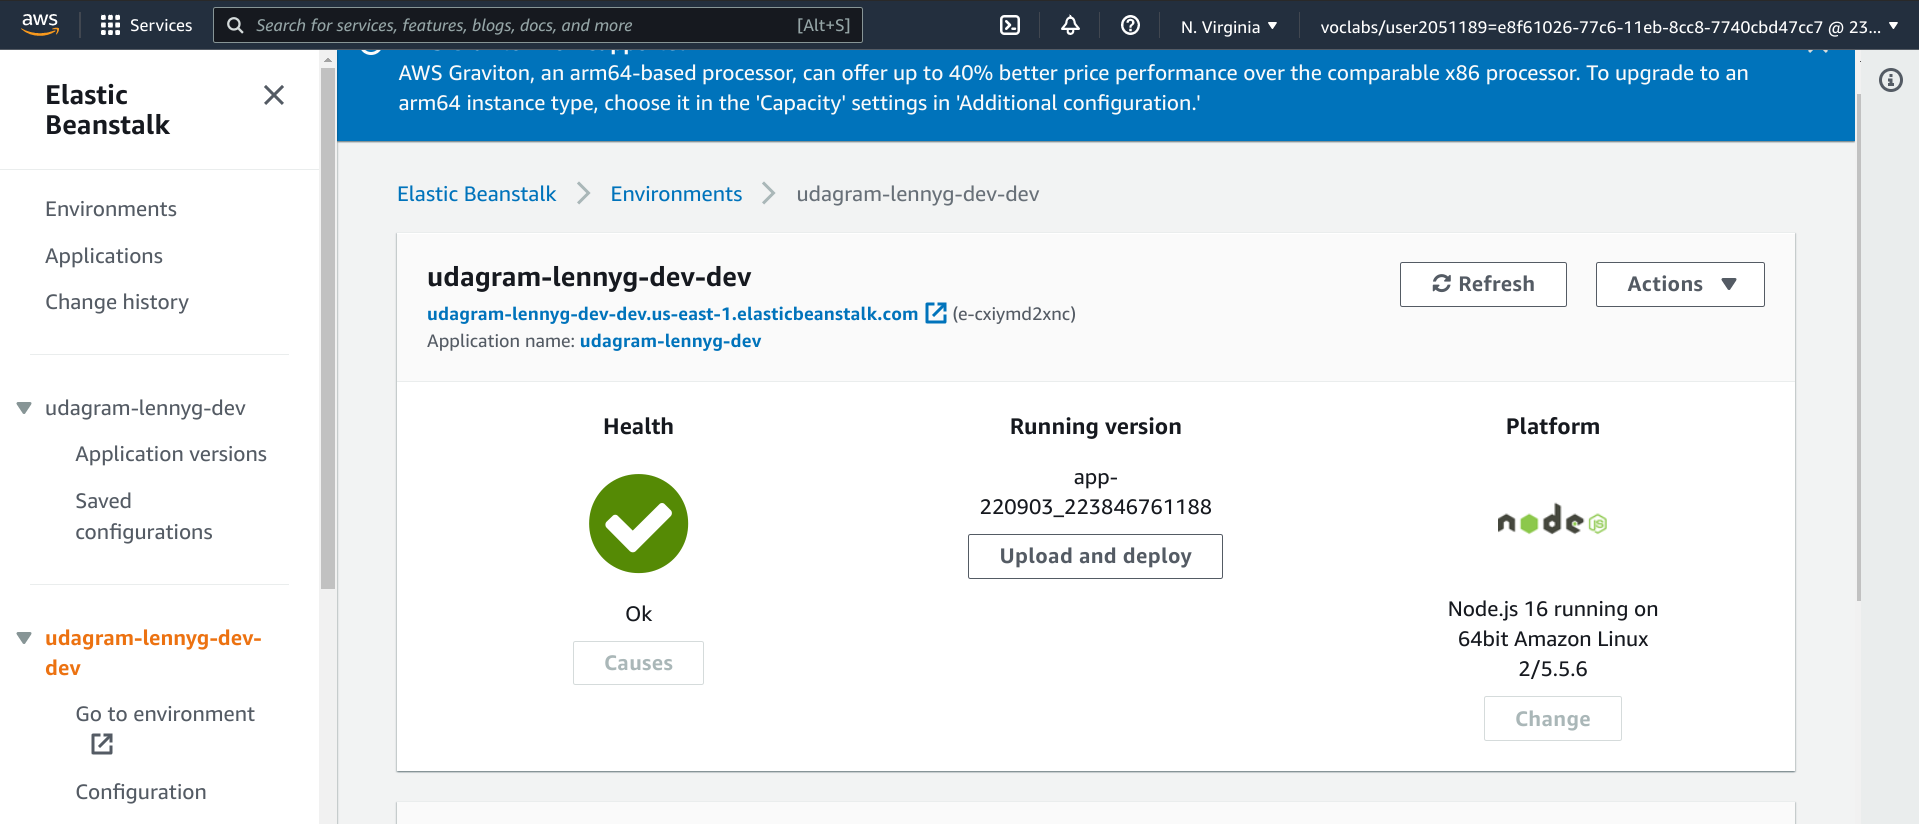 aws
Services
Search for services, features, blogs, docs, and more
[Alt+S]
N. Virginia
voclabs/user2051189=e8f61026-77c6-11eb-8cc8-7740cbd47cc7 @ 23...
Elastic
Beanstalk
Environments
Applications
Change history
udagram-lennyg-dev
Application versions
Saved
configurations
udagram-lennyg-dev-
dev
Go to environment
Configuration
AWS Graviton, an arm64-based processor, can offer up to 40% better price performance over the comparable x86 processor. To upgrade to an
arm64 instance type, choose it in the 'Capacity' settings in 'Additional configuration.'
Elastic Beanstalk
Environments
udagram-lennyg-dev-dev
udagram-lennyg-dev-dev
udagram-lennyg-dev-dev.us-east-1.elasticbeanstalk.com (e-cxiymd2xnc)
Application name: udagram-lennyg-dev
Refresh
Actions
Health
Ok
Causes
Running version
app-
220903_223846761188
Upload and deploy
Platform
node
JS
Node.js 16 running on
64bit Amazon Linux
2/5.5.6
Change